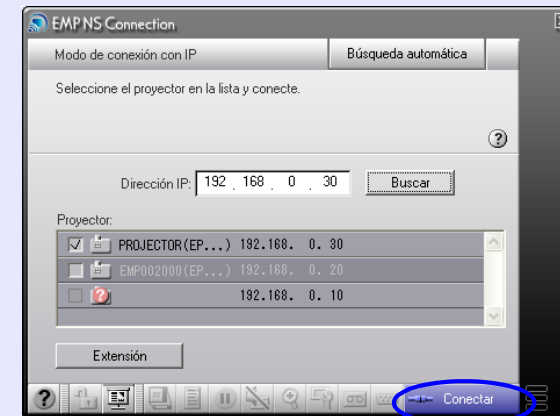 EMP NS Connection
Modo de conexión con IP
Búsqueda automática
Seleccione el proyector en la lista y conecte.
Dirección IP: 192 . 168 . 0 . 30 Buscar
Proyector:
PROJECTOR(EP...) 192.168. 0. 30
EMP002000(EP...) 192.168. 0. 20
192.168. 0. 10
Extensión
Conectar